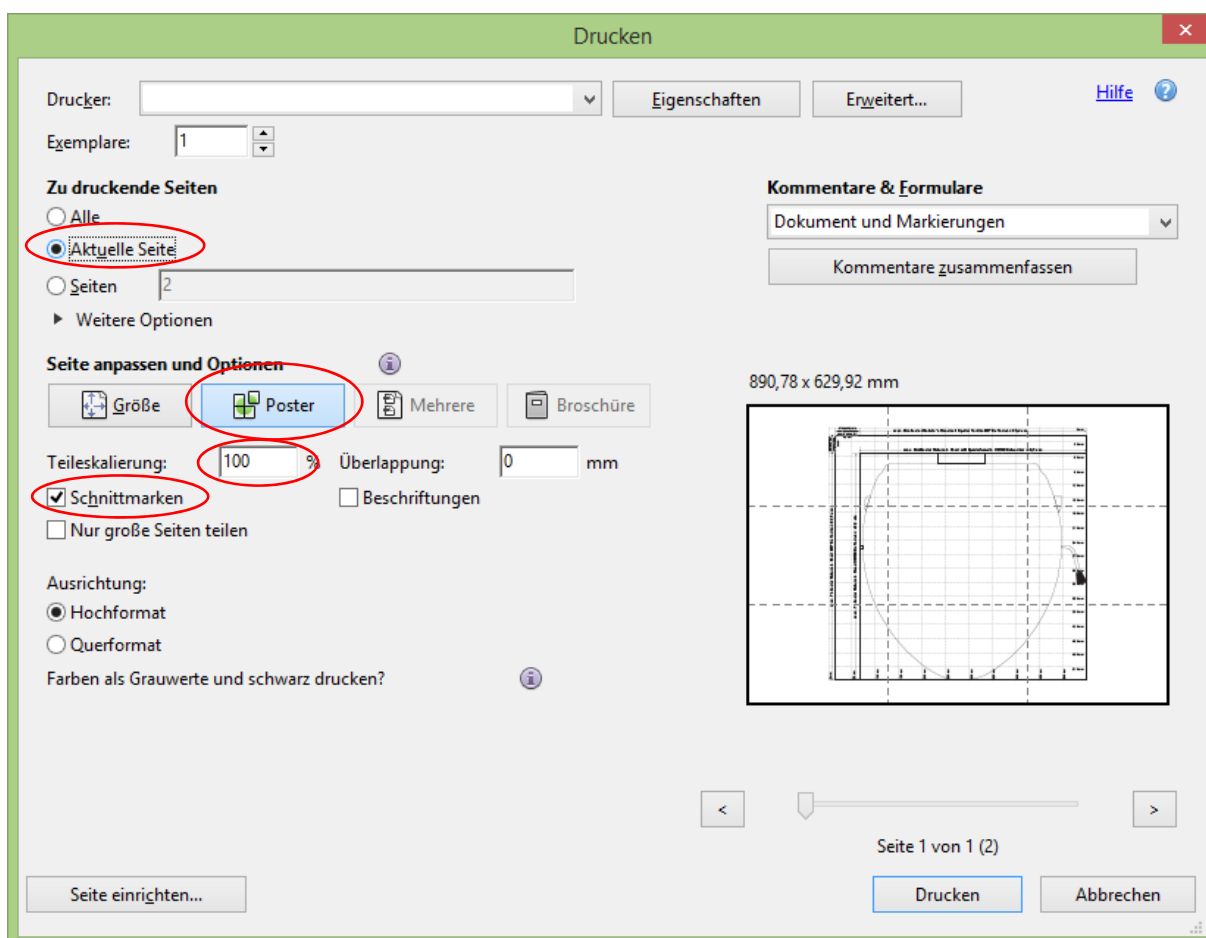 Drucken
Drucker:
Eigenschaften
Erweitert...
Hilfe
Exemplare: 1
Zu druckende Seiten
Alle
Aktuelle Seite
Seiten 2
Weitere Optionen
Kommentare & Formulare
Dokument und Markierungen
Kommentare zusammenfassen
Seite anpassen und Optionen
Größe
Poster
Mehrere
Broschüre
Teileskalierung: 100 % Überlappung: 0 mm
Schnittmarken
Beschriftungen
Nur große Seiten teilen
Ausrichtung:
Hochformat
Querformat
Farben als Grauwerte und schwarz drucken?
890,78 x 629,92 mm
<
>
Seite 1 von 1 (2)
Seite einrichten...
Drucken
Abbrechen